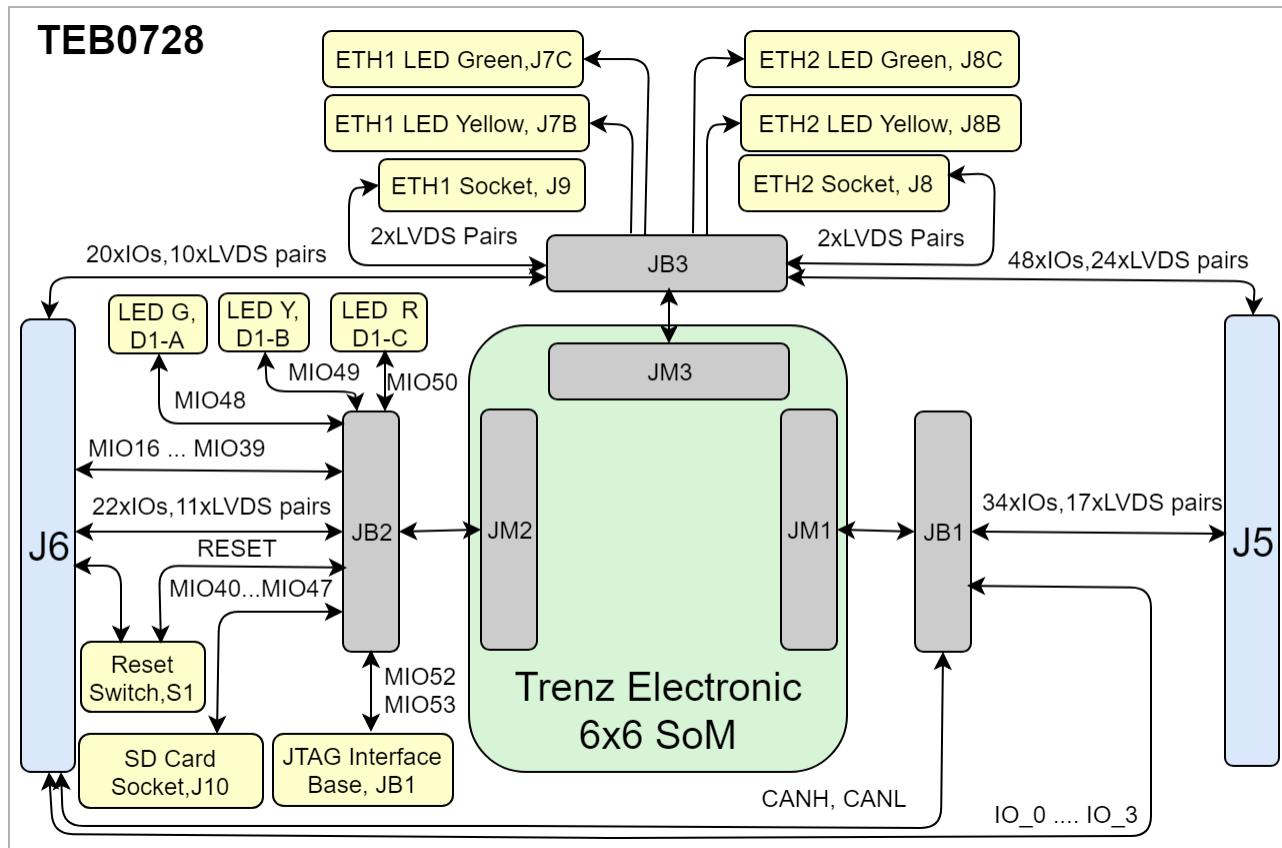 TEB0728
ETH1 LED Green,J7C
ETH2 LED Green, J8C
ETH1 LED Yellow, J7B
ETH2 LED Yellow, J8B
ETH1 Socket, J9
ETH2 Socket, J8
2xLVDS Pairs
2xLVDS Pairs
20xIOs,10xLVDS pairs
JB3
48xIOs,24xLVDS pairs
LED G,
D1-A
LED Y,
D1-B
LED R
D1-C
MIO49
MIO50
MIO48
JM3
MIO16 ... MIO39
22xIOs,11xLVDS pairs
34xIOs,17xLVDS pairs
J6
JB2
JM2
JM1
JB1
J5
RESET
MIO40...MIO47
Reset
Switch,S1
MIO52
MIO53
Trenz Electronic
6x6 SoM
SD Card
Socket,J10
JTAG Interface
Base, JB1
CANH, CANL
IO_0 .... IO_3